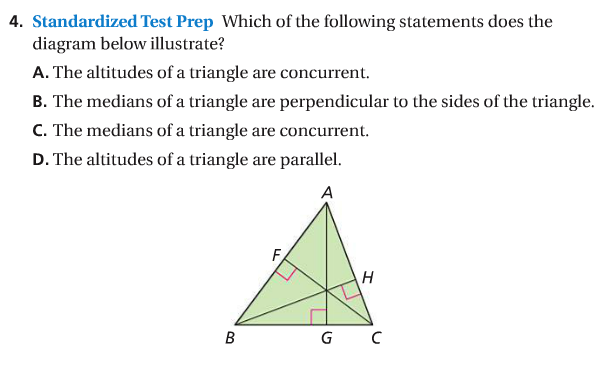 4. Standardized Test Prep Which of the following statements does the
diagram below illustrate?
A. The altitudes of a triangle are concurrent.
B. The medians of a triangle are perpendicular to the sides of the triangle.
C. The medians of a triangle are concurrent.
D. The altitudes of a triangle are parallel.
A
F
H
B G C